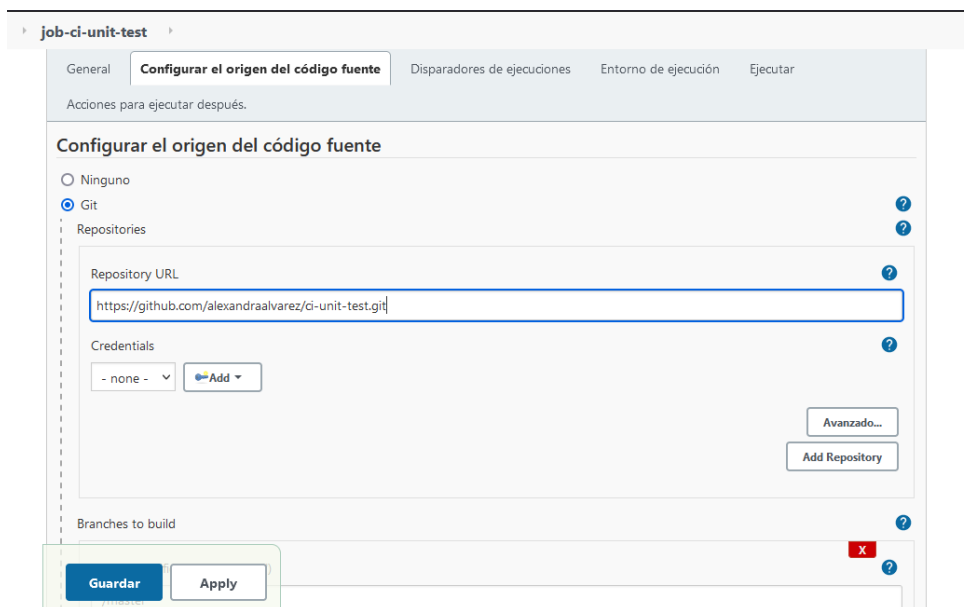 job-ci-unit-test
General Configurar el origen del código fuente Disparadores de ejecuciones Entorno de ejecución Ejecutar
Acciones para ejecutar después.
Configurar el origen del código fuente
Ninguno
Git ?
Repositories ?
Repository URL ?
https://github.com/alexandraalvarez/ci-unit-test.git
Credentials ?
- none - Add
Avanzado...
Add Repository
Branches to build ?
X
?
Guardar Apply
/master